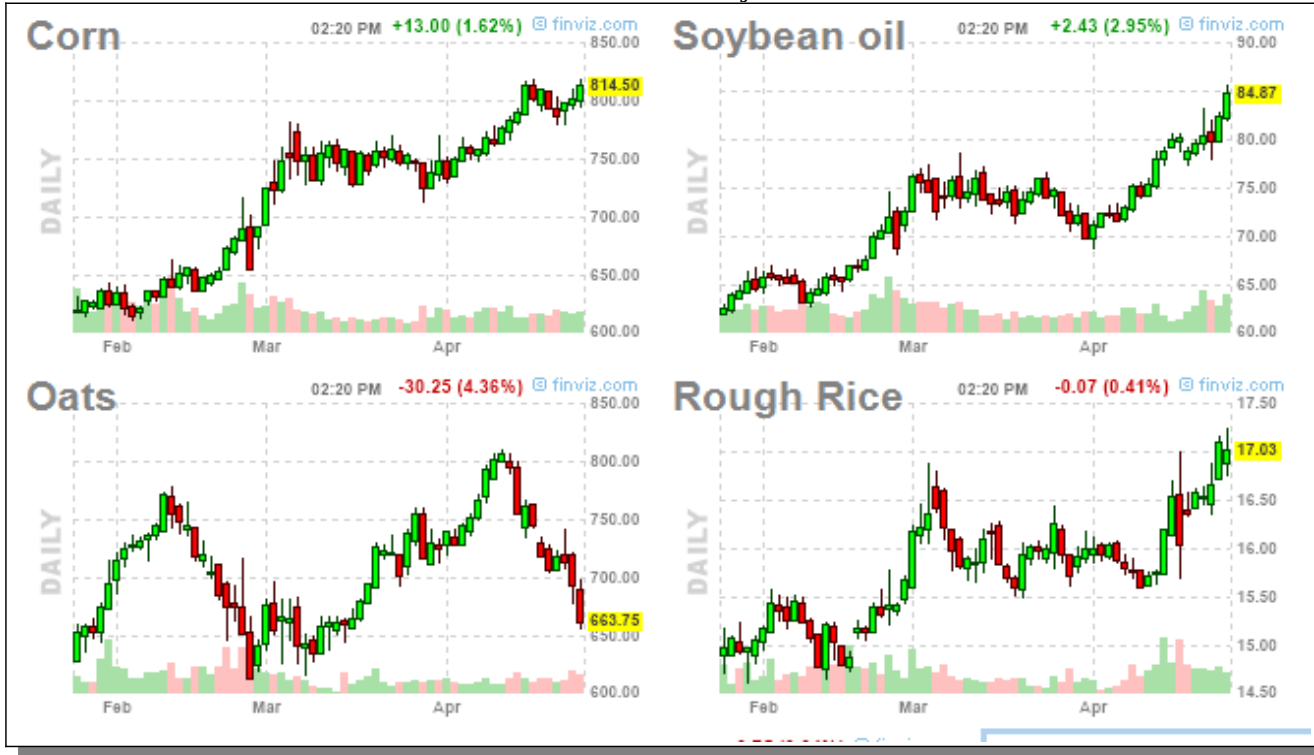 Corn
02:20 PM +13.00 (1.62%) © finviz.com
850.00
814.50
800.00
750.00
700.00
650.00
600.00
DAILY
Feb Mar Apr
Soybean oil
02:20 PM +2.43 (2.95%) © finviz.com
90.00
84.87
80.00
75.00
70.00
65.00
60.00
DAILY
Feb Mar Apr
Oats
02:20 PM -30.25 (4.36%) © finviz.com
850.00
800.00
750.00
700.00
663.75
650.00
600.00
DAILY
Feb Mar Apr
Rough Rice
02:20 PM -0.07 (0.41%) © finviz.com
17.50
17.03
16.50
16.00
15.50
15.00
14.50
DAILY
Feb Mar Apr